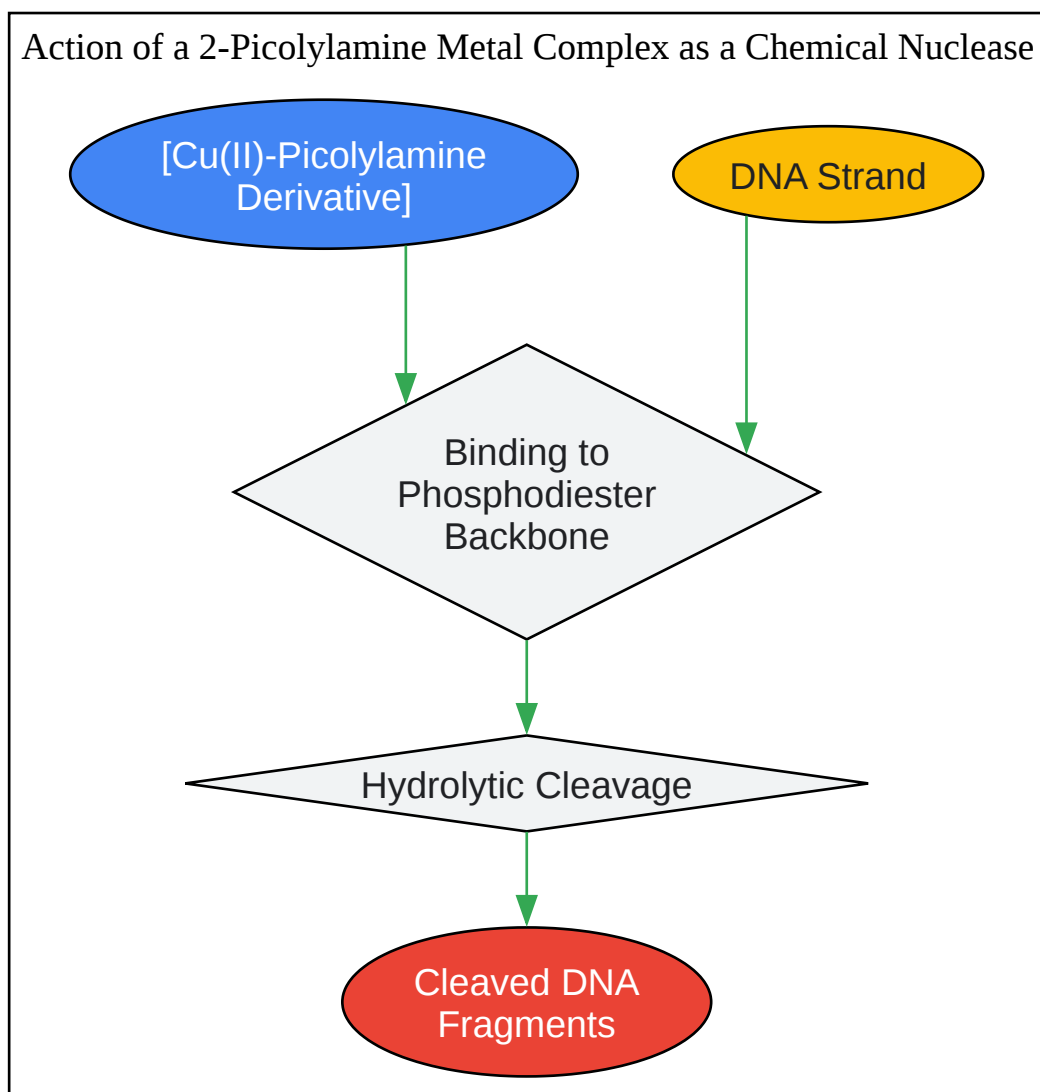 Action of a 2-Picolylamine Metal Complex as a Chemical Nuclease
[Cu(II)-Picolylamine
Derivative]
DNA Strand
Binding to
Phosphodiester
Backbone
Hydrolytic Cleavage
Cleaved DNA
Fragments